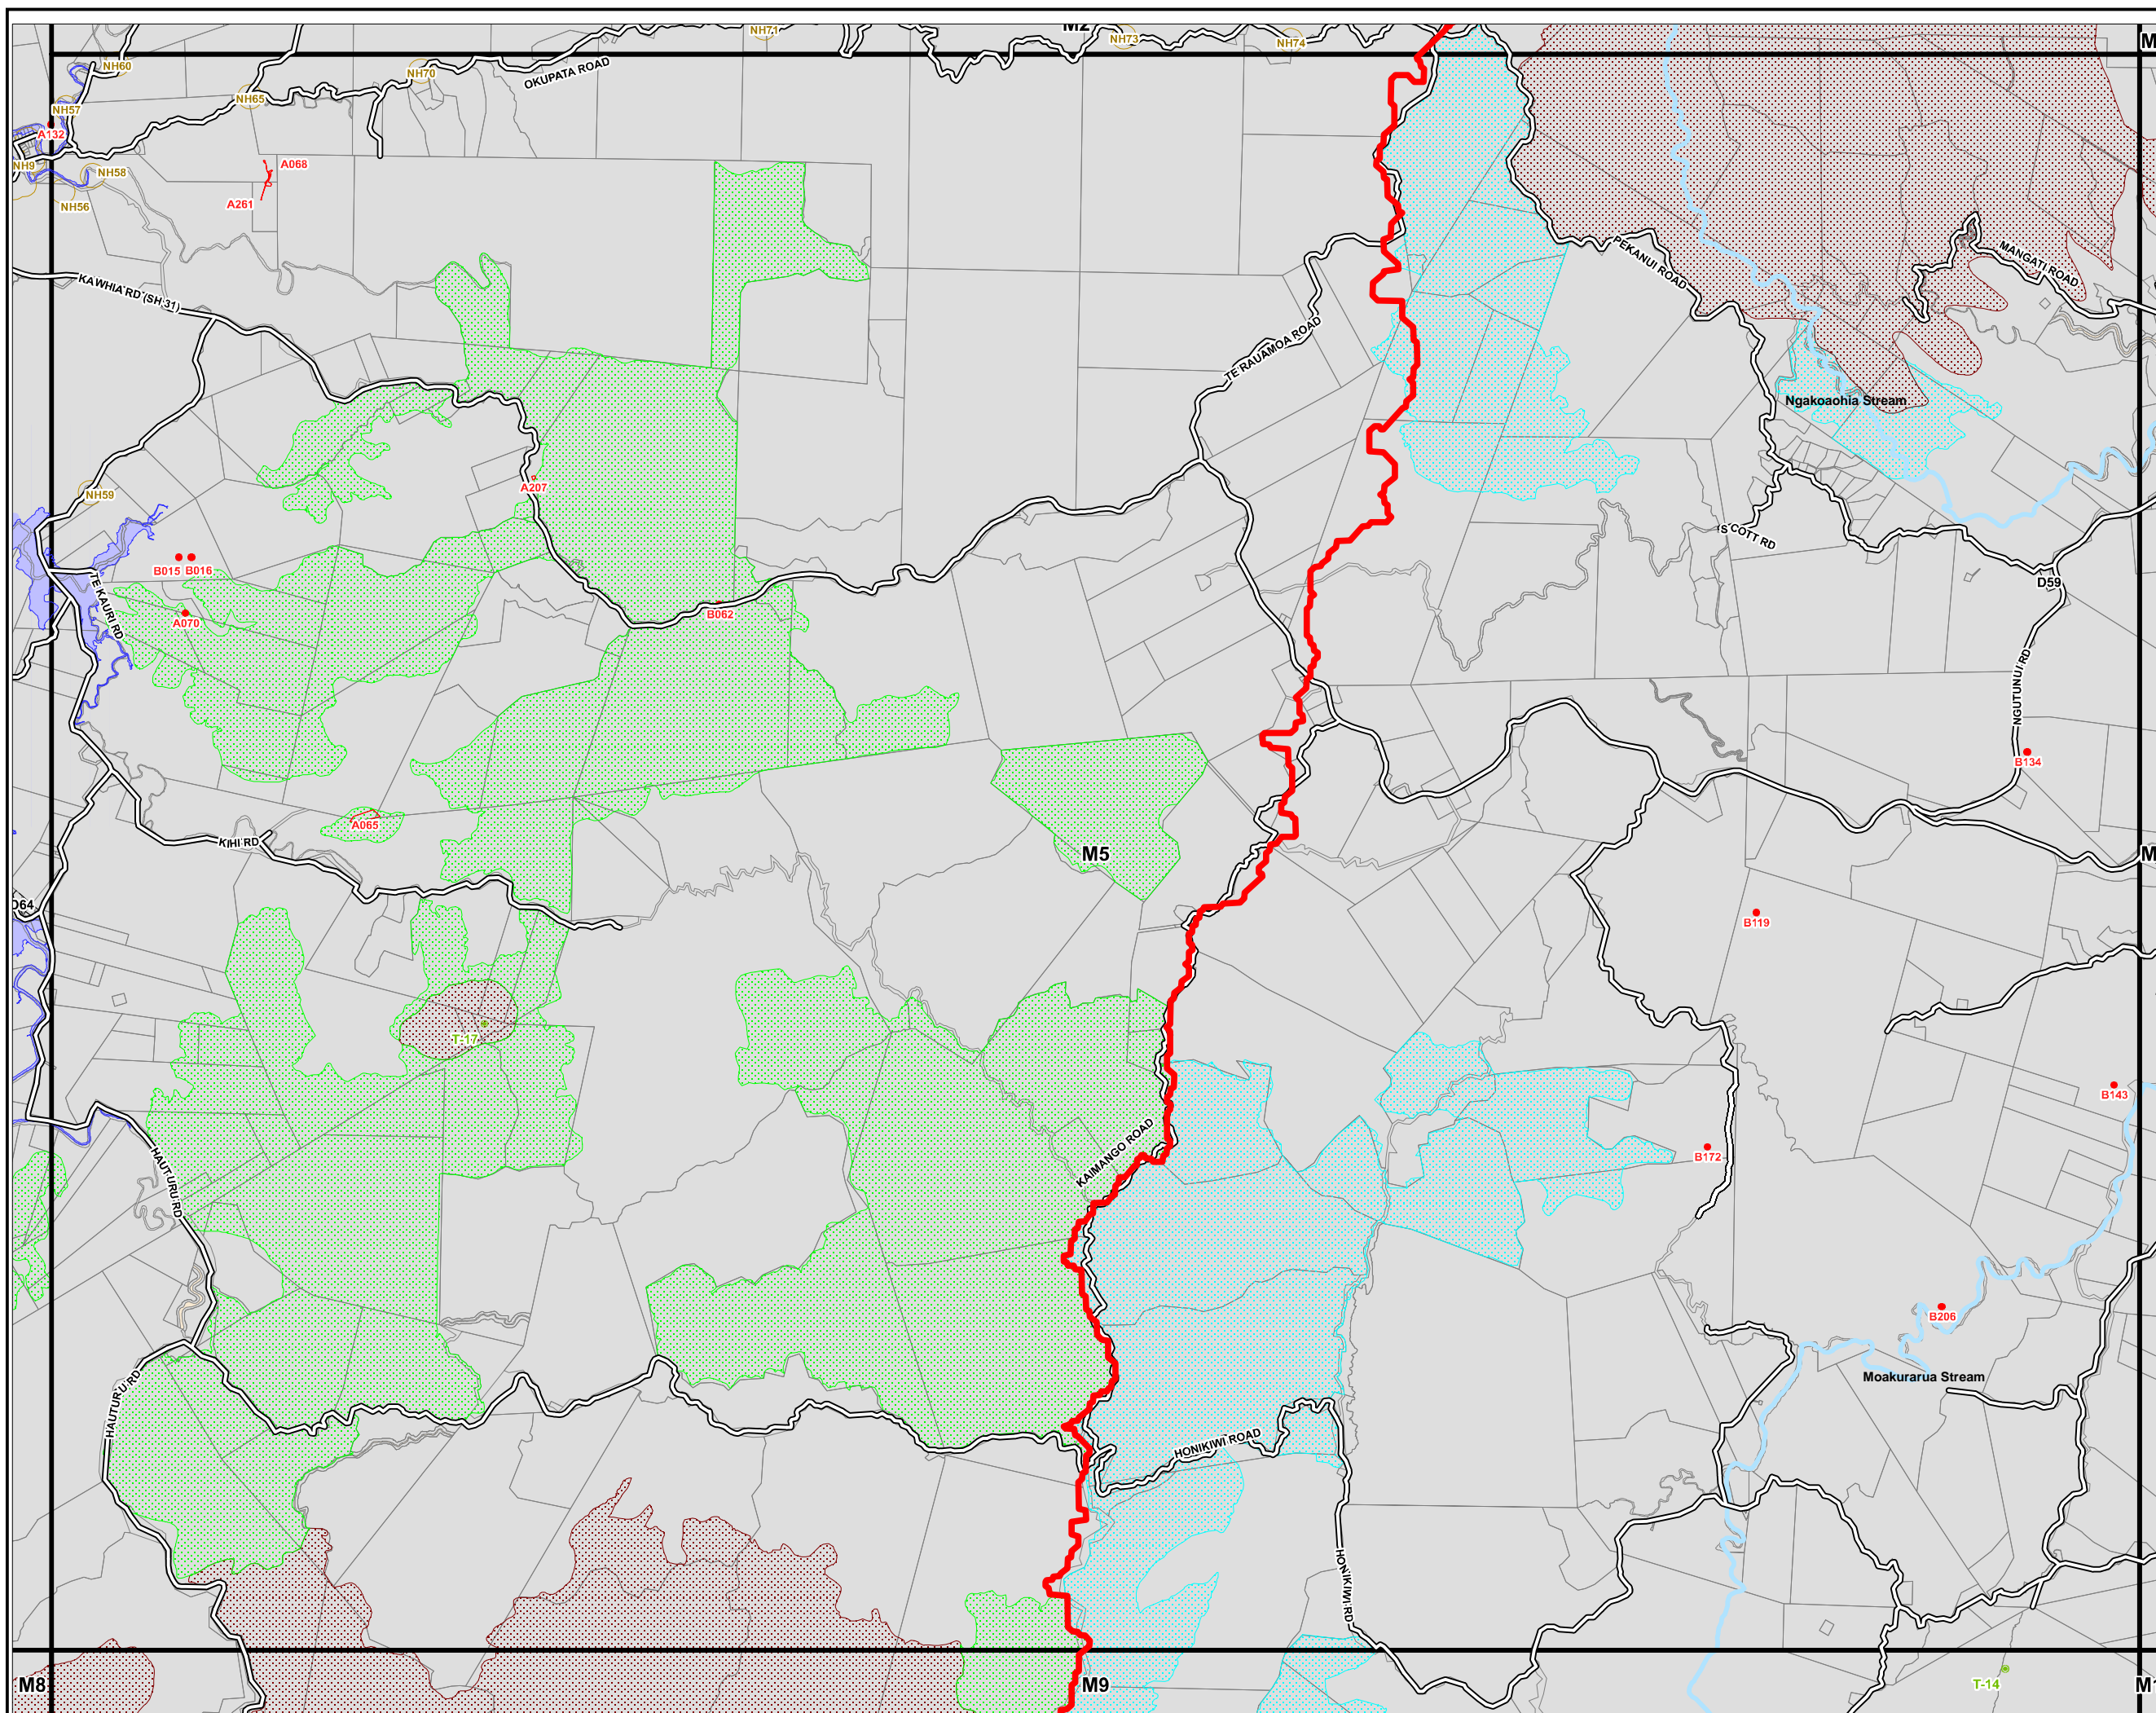 M2
NH71
NH73
NH74
NH60
NH70
OKUPATA ROAD
NH65
NH57
A132
NH9
NH58
A068
NH56
A261
PEKANUI ROAD
MANGATI ROAD
KAWHIA RD (SH 31)
TE RAUAMOA ROAD
Ngakoaohia Stream
A207
NH59
SCOTT RD
B015
B016
D59
TE KAURI RD
A070
B062
NGUTUNUI RD
B134
A065
KIHI RD
M5
D64
B119
T-17
B143
KAIMANGO ROAD
B172
HAUTURU RD
B206
Moakurarua Stream
HAUTURU RD
HONIKIWI ROAD
HONIKIWI RD
M8
M9
T-14